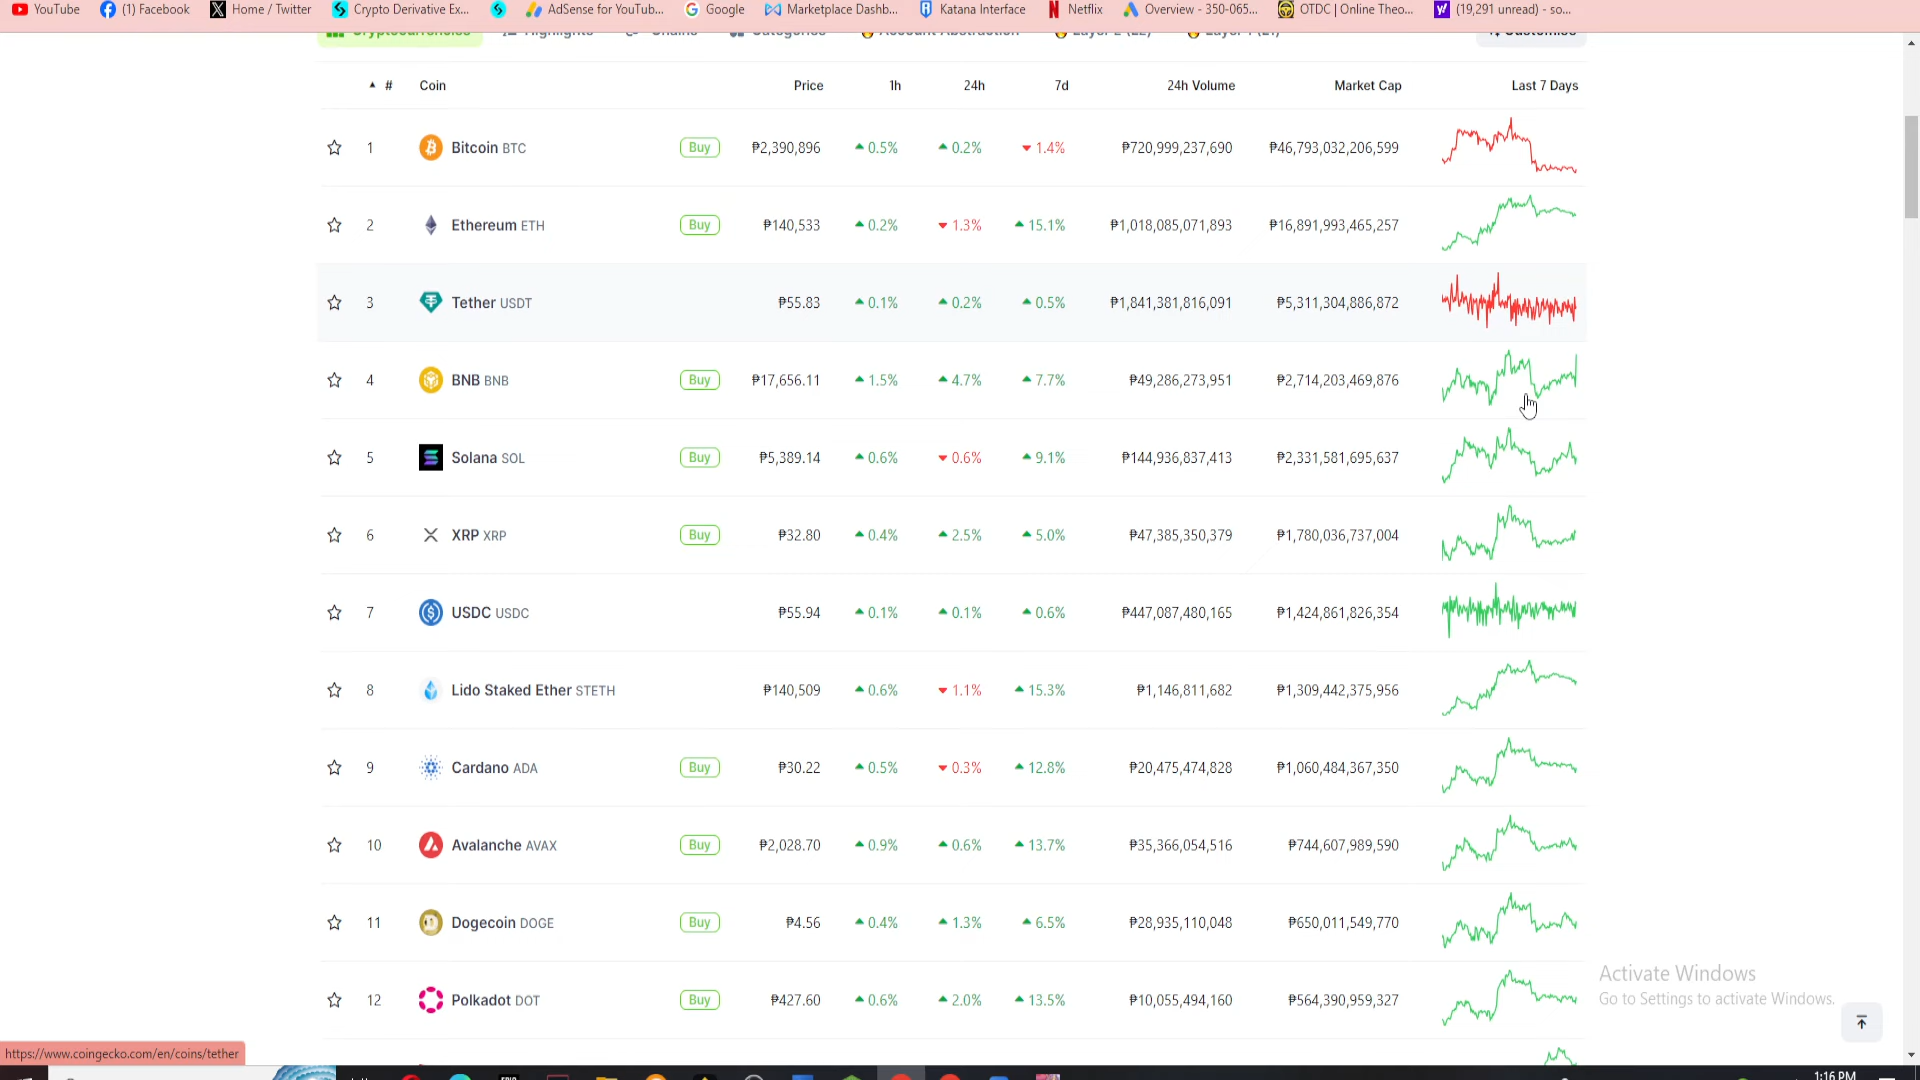 YouTube (1) Facebook Home / Twitter Crypto Derivative Ex... AdSense for YouTub... Google Marketplace Dashb... Katana Interface Netflix Overview - 350-065... OTDC | Online Theo... (19,291 unread) - so...
Cryptocurrencies Highlights Chains Categories Account Abstraction Layer 2 (L2) Layer 1 (L1) Customise
# Coin Price 1h 24h 7d 24h Volume Market Cap Last 7 Days
1 Bitcoin BTC Buy ₱2,390,896 0.5% 0.2% 1.4% ₱720,999,237,690 ₱46,793,032,206,599
2 Ethereum ETH Buy ₱140,533 0.2% 1.3% 15.1% ₱1,018,085,071,893 ₱16,891,993,465,257
3 Tether USDT ₱55.83 0.1% 0.2% 0.5% ₱1,841,381,816,091 ₱5,311,304,886,872
4 BNB BNB Buy ₱17,656.11 1.5% 4.7% 7.7% ₱49,286,273,951 ₱2,714,203,469,876
5 Solana SOL Buy ₱5,389.14 0.6% 0.6% 9.1% ₱144,936,837,413 ₱2,331,581,695,637
6 XRP XRP Buy ₱32.80 0.4% 2.5% 5.0% ₱47,385,350,379 ₱1,780,036,737,004
7 USDC USDC ₱55.94 0.1% 0.1% 0.6% ₱447,087,480,165 ₱1,424,861,826,354
8 Lido Staked Ether STETH ₱140,509 0.6% 1.1% 15.3% ₱1,146,811,682 ₱1,309,442,375,956
9 Cardano ADA Buy ₱30.22 0.5% 0.3% 12.8% ₱20,475,474,828 ₱1,060,484,367,350
10 Avalanche AVAX Buy ₱2,028.70 0.9% 0.6% 13.7% ₱35,366,054,516 ₱744,607,989,590
11 Dogecoin DOGE Buy ₱4.56 0.4% 1.3% 6.5% ₱28,935,110,048 ₱650,011,549,770
12 Polkadot DOT Buy ₱427.60 0.6% 2.0% 13.5% ₱10,055,494,160 ₱564,390,959,327
Activate Windows
Go to Settings to activate Windows.
https://www.coingecko.com/en/coins/tether
1:16 PM